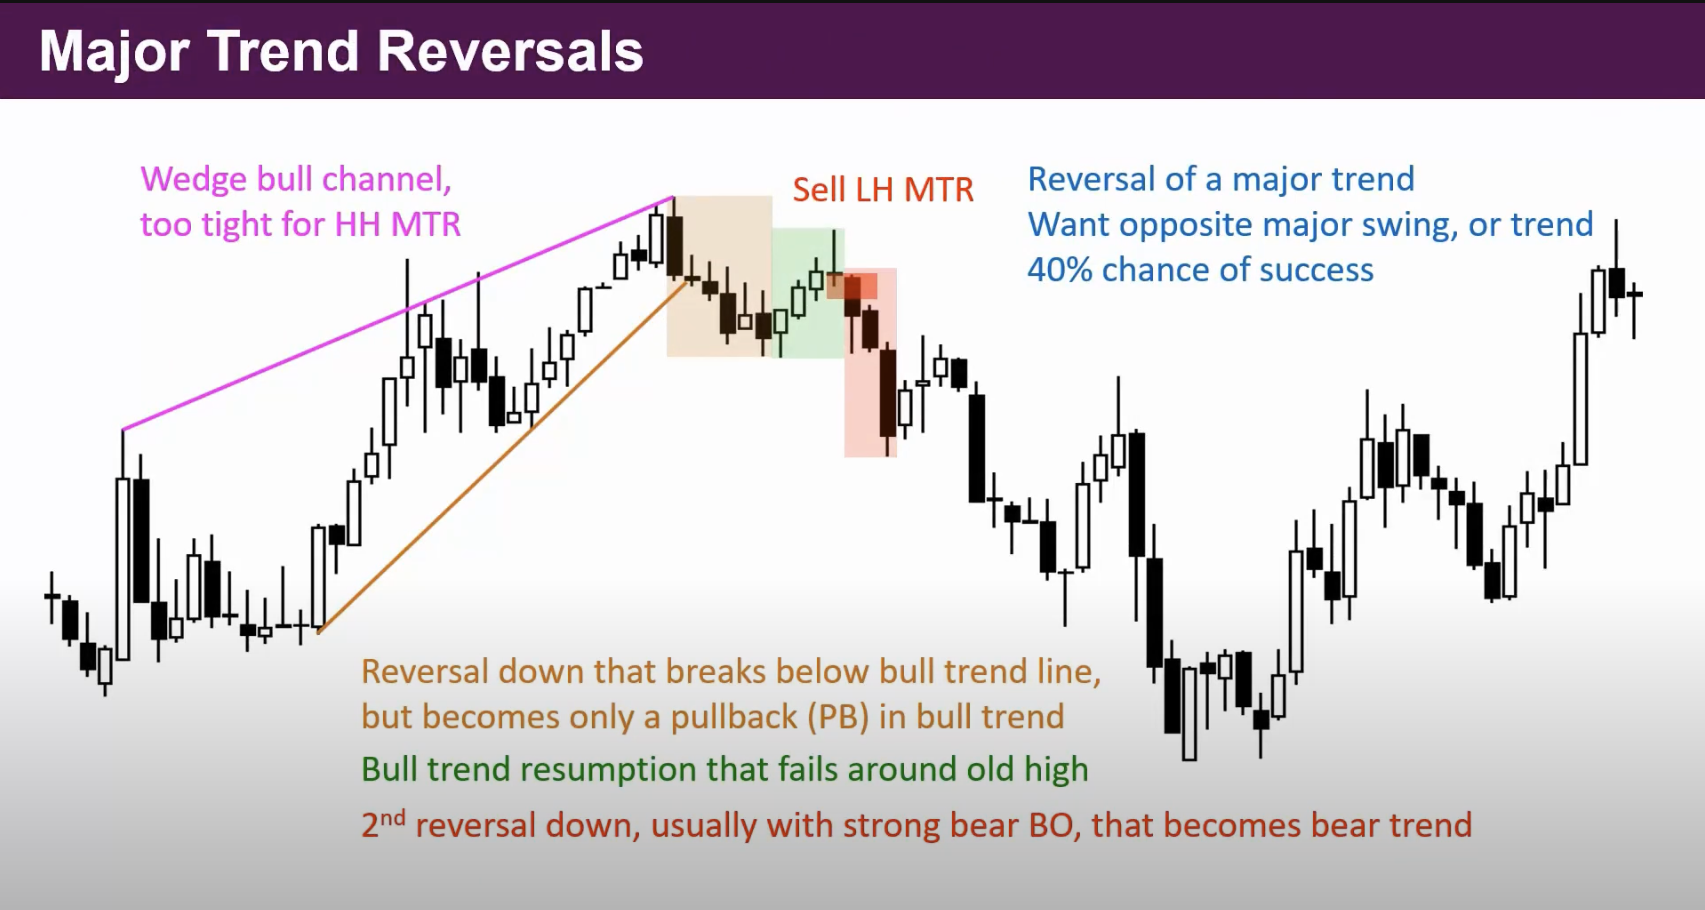 Major Trend Reversals
Wedge bull channel,
too tight for HH MTR
Sell LH MTR
Reversal of a major trend
Want opposite major swing, or trend
40% chance of success
Reversal down that breaks below bull trend line,
but becomes only a pullback (PB) in bull trend
Bull trend resumption that fails around old high
2nd reversal down, usually with strong bear BO, that becomes bear trend